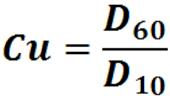 Cu = D60 / D10